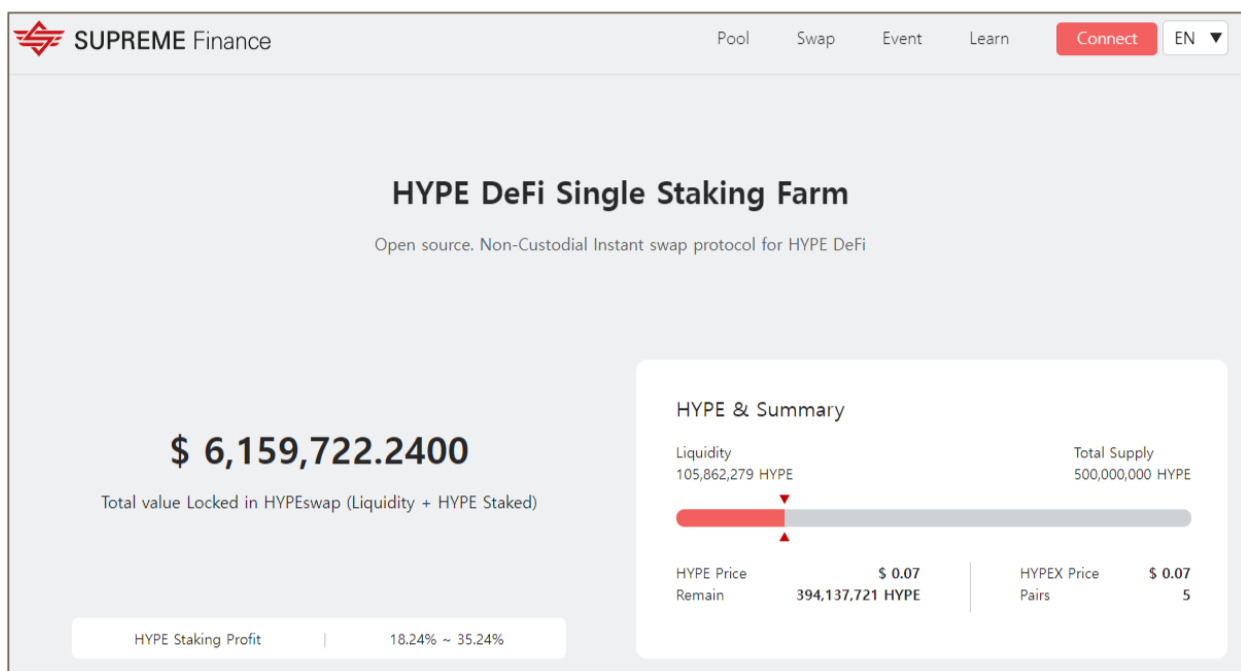 SUPREME Finance
Pool Swap Event Learn Connect EN ▼
HYPE DeFi Single Staking Farm
Open source. Non-Custodial Instant swap protocol for HYPE DeFi
$ 6,159,722.2400
Total value Locked in HYPEswap (Liquidity + HYPE Staked)
HYPE Staking Profit | 18.24% ~ 35.24%
HYPE & Summary
Liquidity Total Supply
105,862,279 HYPE 500,000,000 HYPE
HYPE Price $ 0.07 HYPEX Price $ 0.07
Remain 394,137,721 HYPE Pairs 5